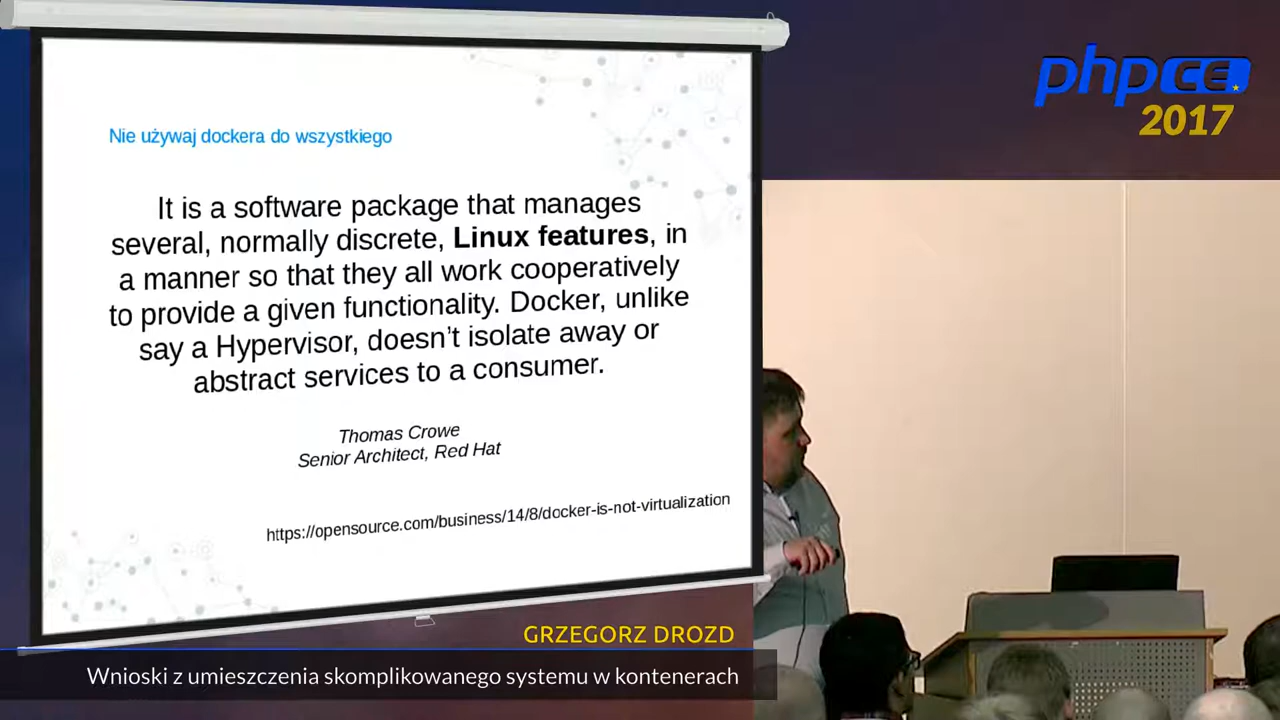 Nie używaj dockera do wszystkiego
It is a software package that manages
several, normally discrete, Linux features, in
a manner so that they all work cooperatively
to provide a given functionality. Docker, unlike
say a Hypervisor, doesn't isolate away or
abstract services to a consumer.
Thomas Crowe
Senior Architect, Red Hat
https://opensource.com/business/14/8/docker-is-not-virtualization
phpCE
2017
GRZEGORZ DROZD
Wnioski z umieszczenia skomplikowanego systemu w kontenerach